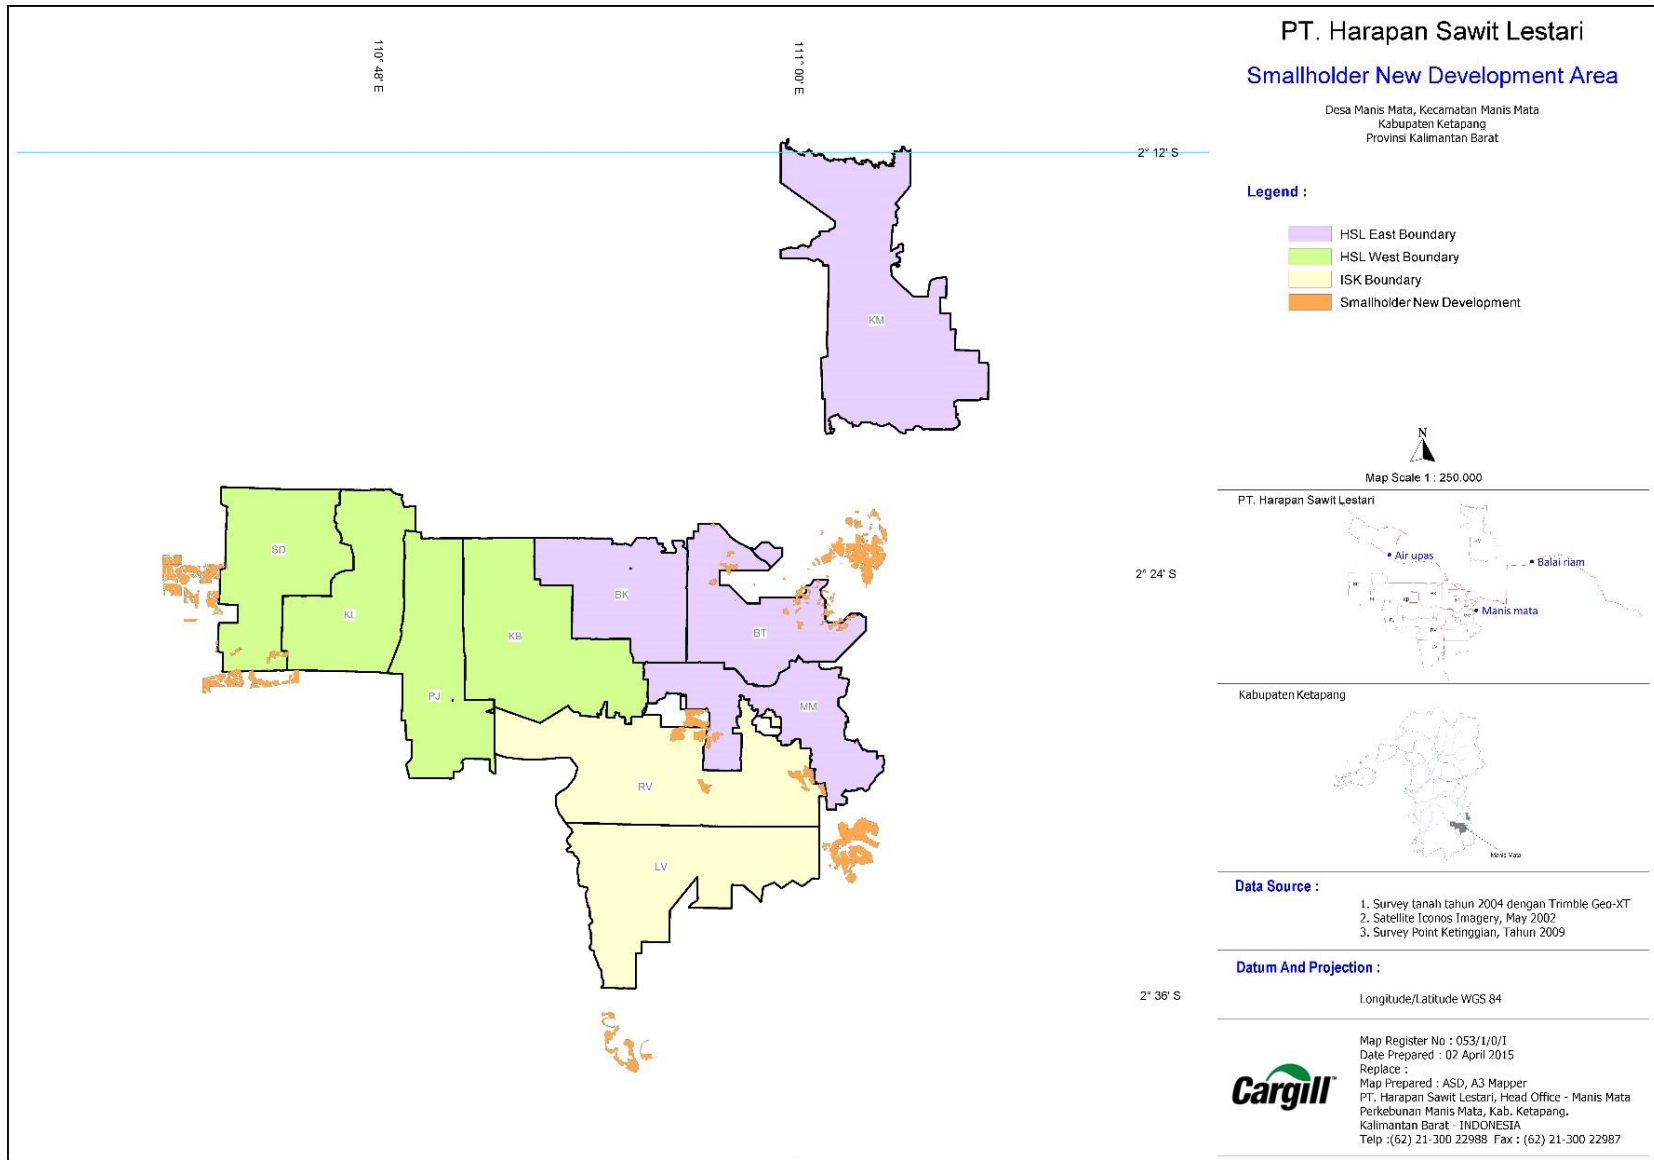 PT. Harapan Sawit Lestari
Smallholder New Development Area
Desa Manis Mata, Kecamatan Manis Mata
Kabupaten Ketapang
Provinsi Kalimantan Barat
Legend :
HSL East Boundary
HSL West Boundary
ISK Boundary
Smallholder New Development
N
Map Scale 1 : 250.000
110° 48' E
111° 00' E
2° 12' S
2° 24' S
2° 36' S
KM
SD
KL
PJ
KB
BK
BT
MM
RV
LV
PT. Harapan Sawit Lestari
Air upas
Balai riam
Manis mata
Kabupaten Ketapang
Manis Mata
Data Source :
1. Survey tanah tahun 2004 dengan Trimble Geo-XT
2. Satellite Iconos Imagery, May 2002
3. Survey Point Ketinggian, Tahun 2009
Datum And Projection :
Longitude/Latitude WGS 84
Cargill™
Map Register No : 053/1/0/I
Date Prepared : 02 April 2015
Replace :
Map Prepared : ASD, A3 Mapper
PT. Harapan Sawit Lestari, Head Office - Manis Mata
Perkebunan Manis Mata, Kab. Ketapang.
Kalimantan Barat - INDONESIA
Telp :(62) 21-300 22988 Fax : (62) 21-300 22987